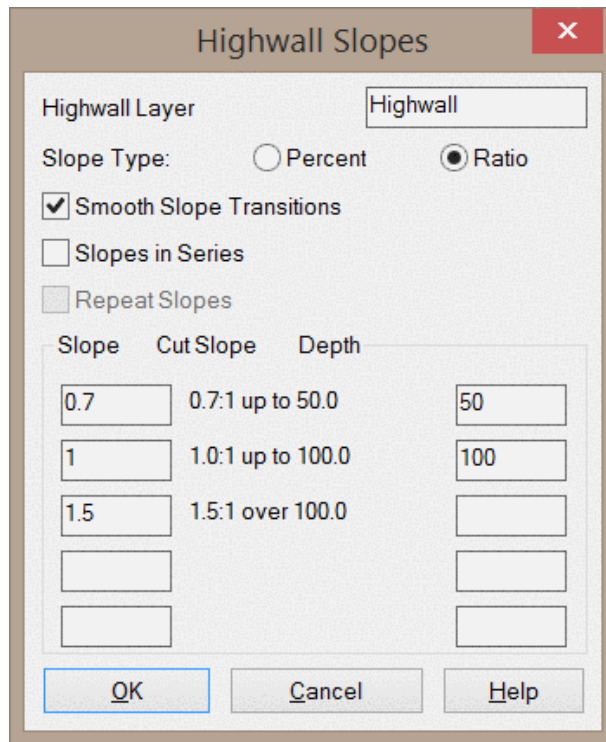 Highwall Slopes
Highwall Layer Highwall
Slope Type: Percent Ratio
Smooth Slope Transitions
Slopes in Series
Repeat Slopes
Slope Cut Slope Depth
0.7 0.7:1 up to 50.0 50
1 1.0:1 up to 100.0 100
1.5 1.5:1 over 100.0
OK Cancel Help